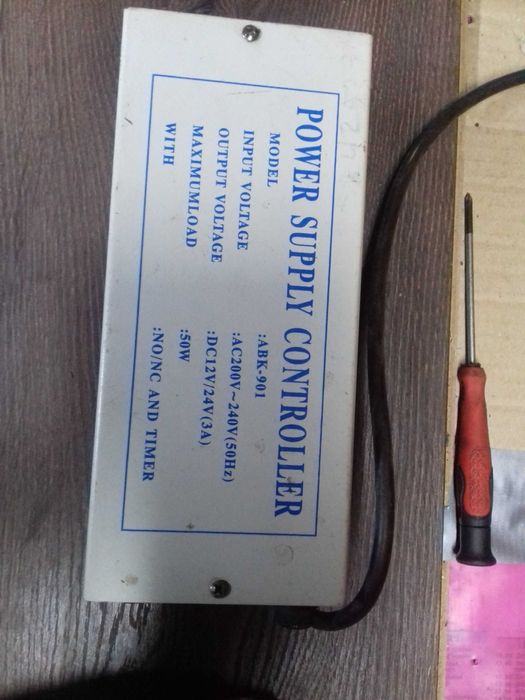 POWER SUPPLY CONTROLLER
MODEL :ABK-901
INPUT VOLTAGE :AC200V~240V(50Hz)
OUTPUT VOLTAGE :DC12V/24V(3A)
MAXIMUMLOAD :50W
WITH :NO/NC AND TIMER